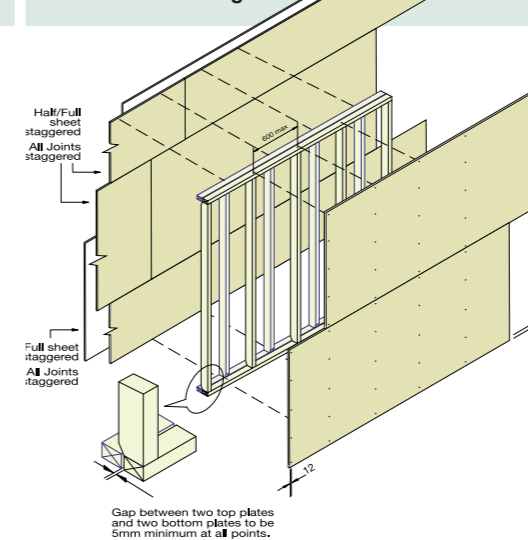 Half/Full
sheet
staggered
All Joints
staggered
600 max
Full sheet
staggered
All Joints
staggered
12
Gap between two top plates
and two bottom plates to be
5mm minimum at all points.